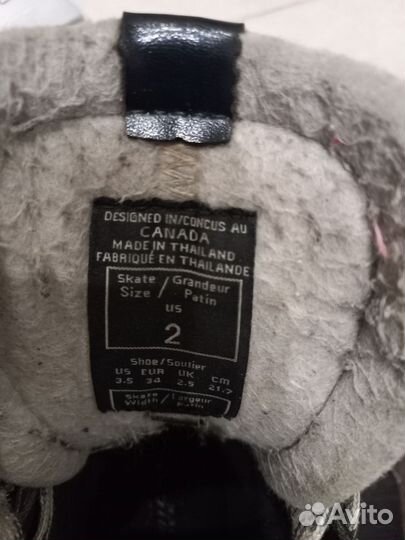 DESIGNED IN/CONCUS AU
CANADA
MADE IN THAILAND
FABRIQUÉ EN THAILANDE
Skate / Grandeur
Size / Patin
US
2
Shoe/Soulier
US EUR UK CM
3.5 34 2.5 21.7
Skate / Largeur
Width / Patin
Avito